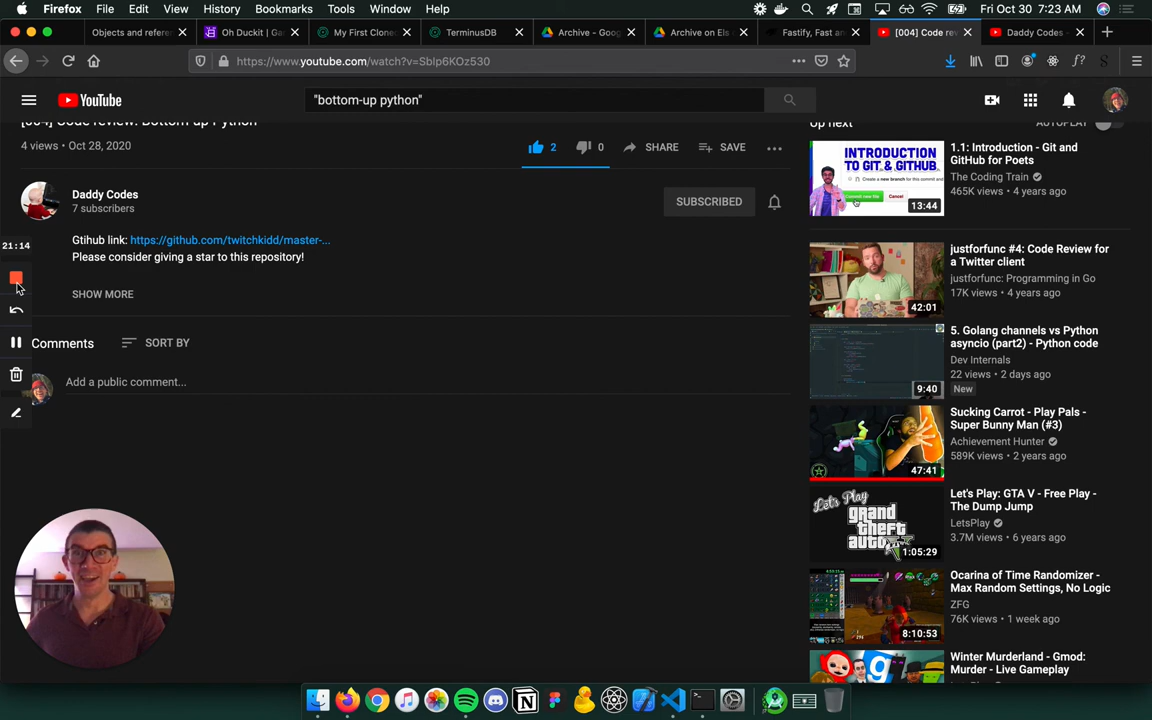 Firefox File Edit View History Bookmarks Tools Window Help Fri Oct 30 7:23 AM
Objects and referer Oh Duckit | Ga My First Clone TerminusDB Archive - Goog Archive on Els Fastify, Fast an [004] Code rev Daddy Codes -
https://www.youtube.com/watch?v=SbIp6KOz530
YouTube
"bottom-up python"
[004] Code review: Bottom-up Python
4 views • Oct 28, 2020
2 0 SHARE SAVE
Daddy Codes
7 subscribers
SUBSCRIBED
Gtihub link: https://github.com/twitchkidd/master-...
Please consider giving a star to this repository!
SHOW MORE
21:14
Comments SORT BY
Add a public comment...
Up next AUTOPLAY
INTRODUCTION
TO GIT & GITHUB
13:44
1.1: Introduction - Git and
GitHub for Poets
The Coding Train
465K views • 4 years ago
42:01
justforfunc #4: Code Review for
a Twitter client
justforfunc: Programming in Go
17K views • 4 years ago
9:40
5. Golang channels vs Python
asyncio (part2) - Python code
Dev Internals
22 views • 2 days ago
New
47:41
Sucking Carrot - Play Pals -
Super Bunny Man (#3)
Achievement Hunter
589K views • 2 years ago
Let's Play:
grand
theft
auto
1:05:29
Let's Play: GTA V - Free Play -
The Dump Jump
LetsPlay
3.7M views • 6 years ago
8:10:53
Ocarina of Time Randomizer -
Max Random Settings, No Logic
ZFG
76K views • 1 week ago
Winter Murderland - Gmod:
Murder - Live Gameplay